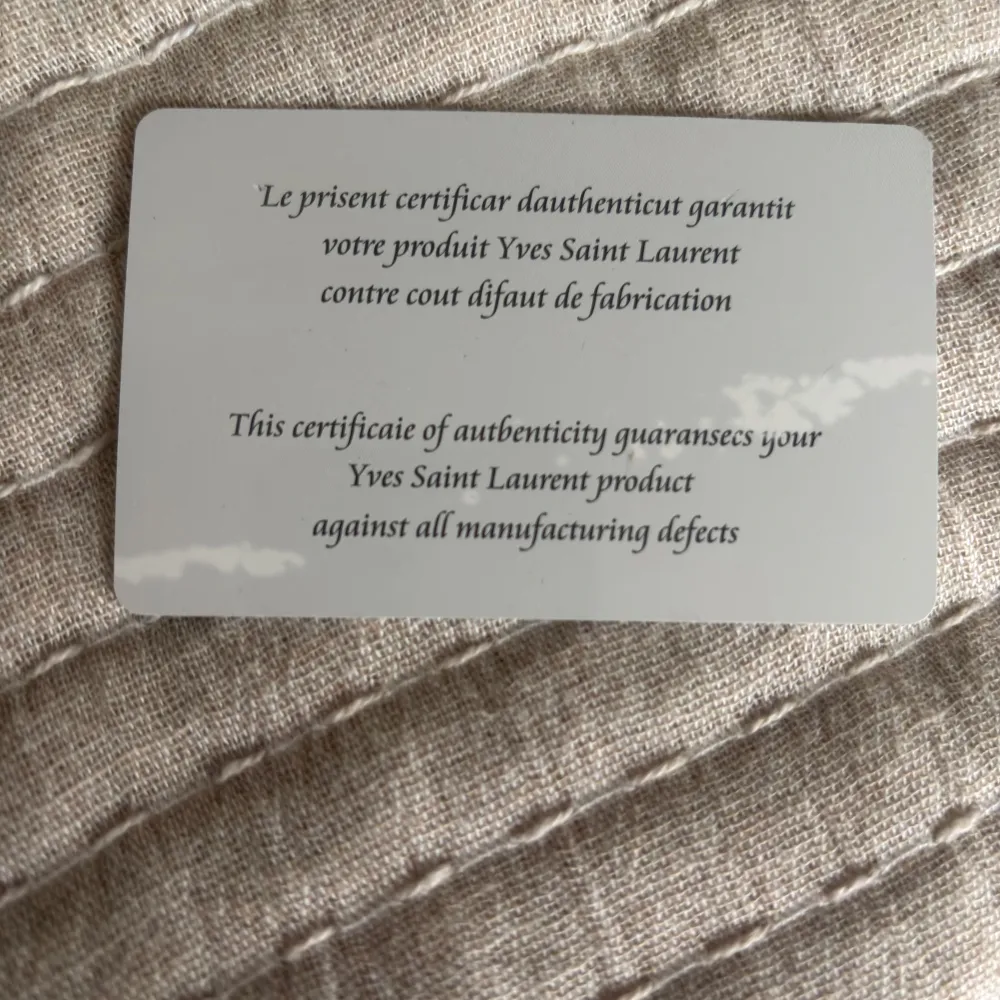 Le prisent certificar dauthenticut garantit
votre produit Yves Saint Laurent
contre cout difaut de fabrication
This certificaie of autbenticity guaransecs your
Yves Saint Laurent product
against all manufacturing defects